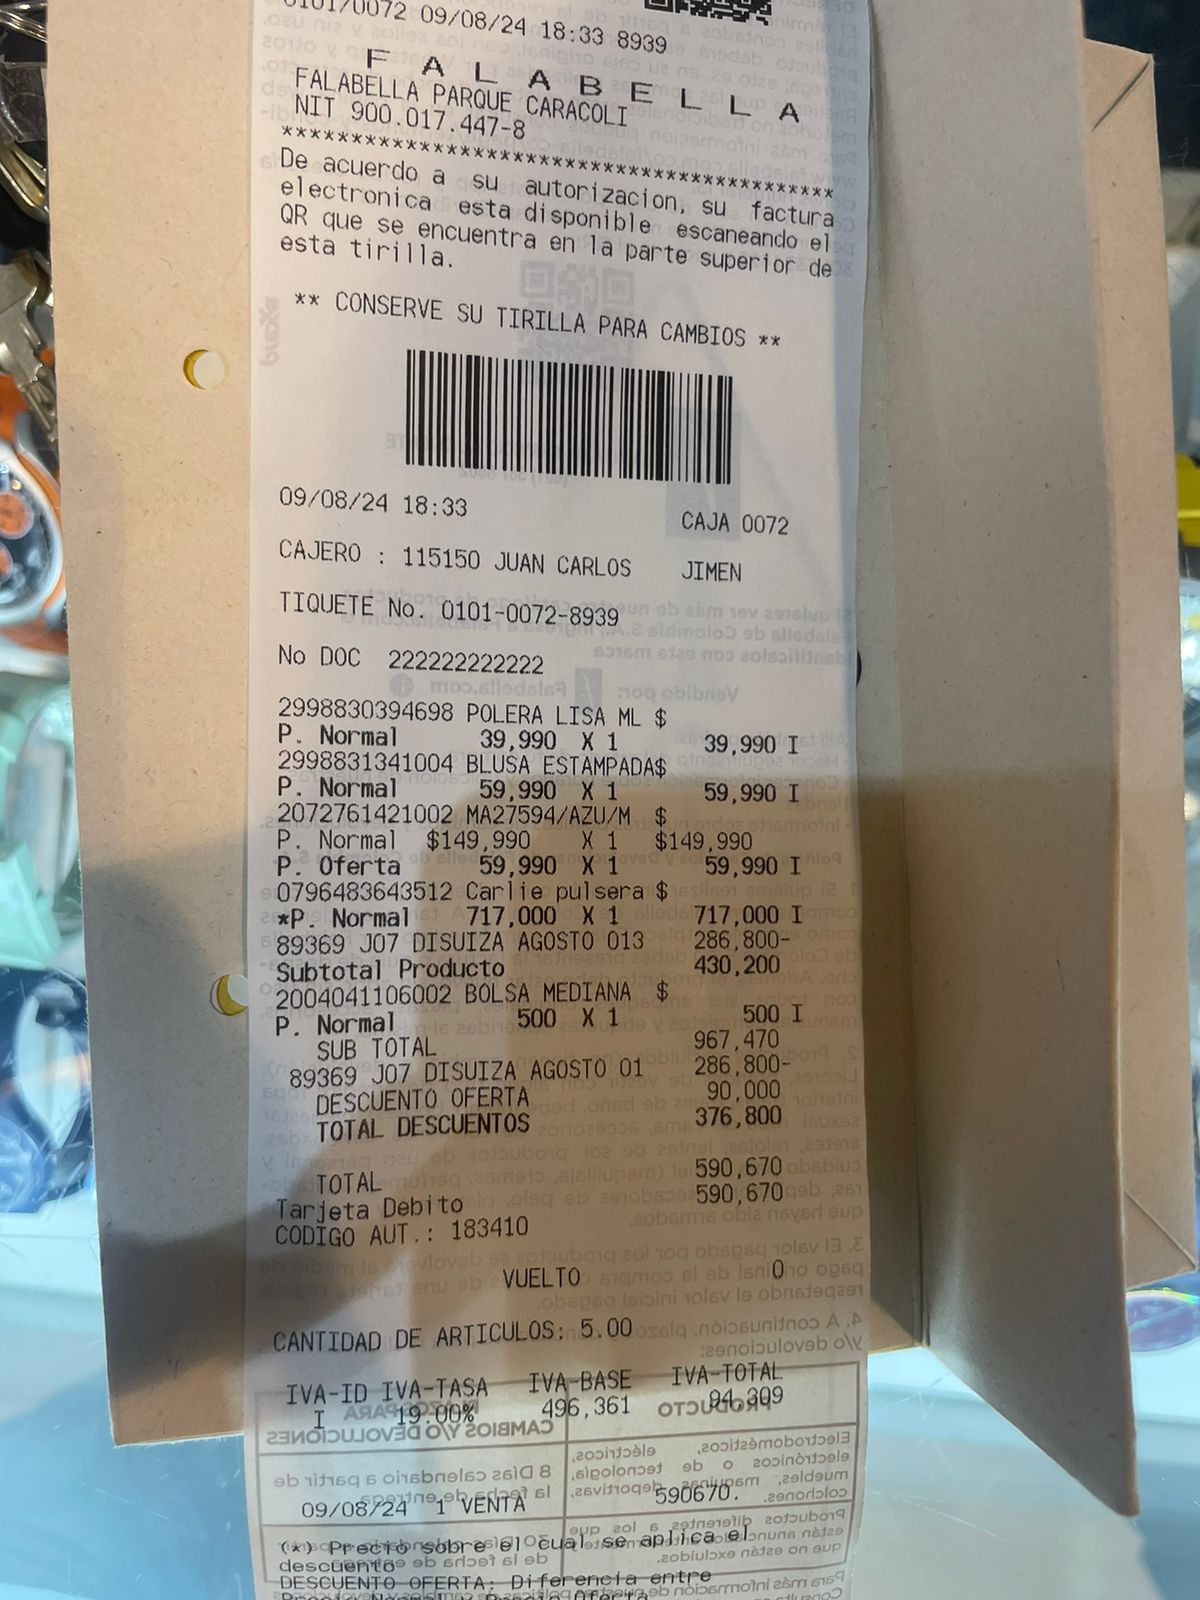 0101/0072 09/08/24 18:33 8939
F A L A B E L L A
FALABELLA PARQUE CARACOLI
NIT 900.017.447-8
****************************************
De acuerdo a su autorizacion, su factura
electronica esta disponible escaneando el
QR que se encuentra en la parte superior de
esta tirilla.
** CONSERVE SU TIRILLA PARA CAMBIOS **
09/08/24 18:33 CAJA 0072
CAJERO : 115150 JUAN CARLOS JIMEN
TIQUETE No. 0101-0072-8939
No DOC 222222222222
2998830394698 POLERA LISA ML $
P. Normal 39,990 X 1 39,990 I
2998831341004 BLUSA ESTAMPADA$
P. Normal 59,990 X 1 59,990 I
2072761421002 MA27594/AZU/M $
P. Normal $149,990 X 1 $149,990
P. Oferta 59,990 X 1 59,990 I
0796483643512 Carlie pulsera $
*P. Normal 717,000 X 1 717,000 I
89369 J07 DISUIZA AGOSTO 013 286,800-
Subtotal Producto 430,200
2004041106002 BOLSA MEDIANA $
P. Normal 500 X 1 500 I
SUB TOTAL 967,470
89369 J07 DISUIZA AGOSTO 01 286,800-
DESCUENTO OFERTA 90,000
TOTAL DESCUENTOS 376,800
TOTAL 590,670
Tarjeta Debito 590,670
CODIGO AUT.: 183410
VUELTO 0
CANTIDAD DE ARTICULOS: 5.00
IVA-ID IVA-TASA IVA-BASE IVA-TOTAL
I 19.00% 496,361 94,309
09/08/24 1 VENTA 590670.
(*) Precio sobre el cual se aplica el
descuento
DESCUENTO OFERTA: Diferencia entre
Precio Normal y Precio Oferta